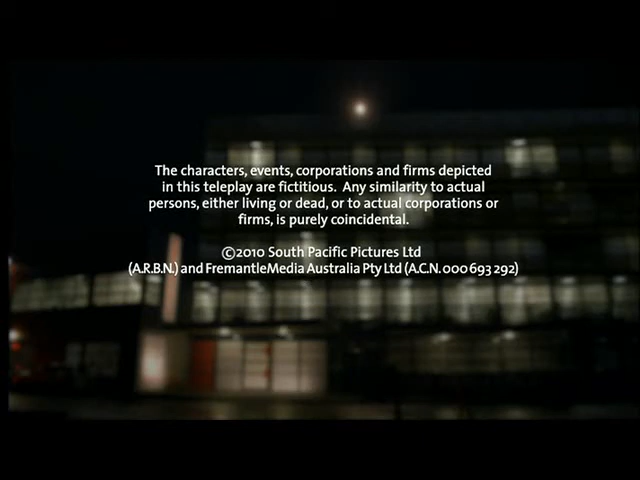 The characters, events, corporations and firms depicted
in this teleplay are fictitious. Any similarity to actual
persons, either living or dead, or to actual corporations or
firms, is purely coincidental.
©2010 South Pacific Pictures Ltd
(A.R.B.N.) and FremantleMedia Australia Pty Ltd (A.C.N. 000 693 292)